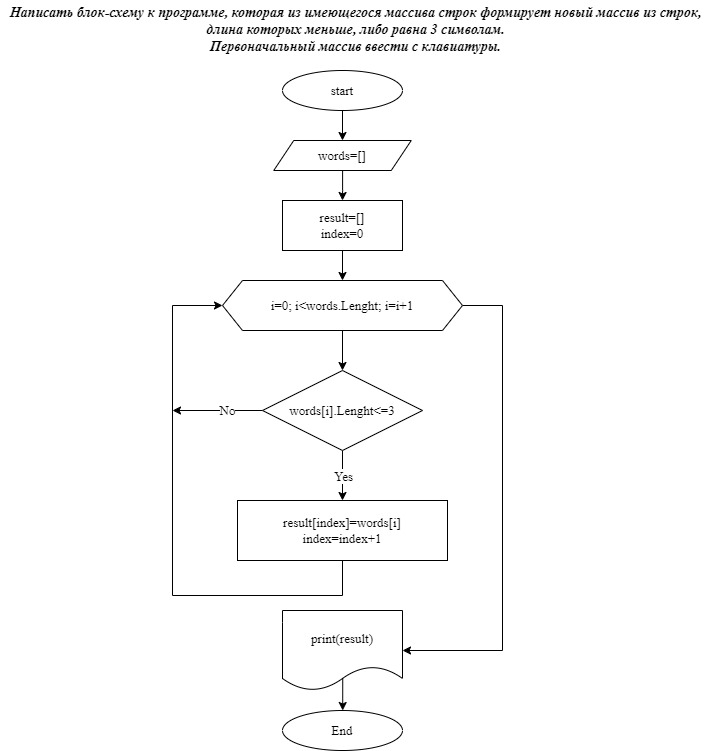 Написать блок-схему к программе, которая из имеющегося массива строк формирует новый массив из строк,
длина которых меньше, либо равна 3 символам.
Первоначальный массив ввести с клавиатуры.
start
words=[]
result=[]
index=0
i=0; i<words.Lenght; i=i+1
words[i].Lenght<=3
No
Yes
result[index]=words[i]
index=index+1
print(result)
End